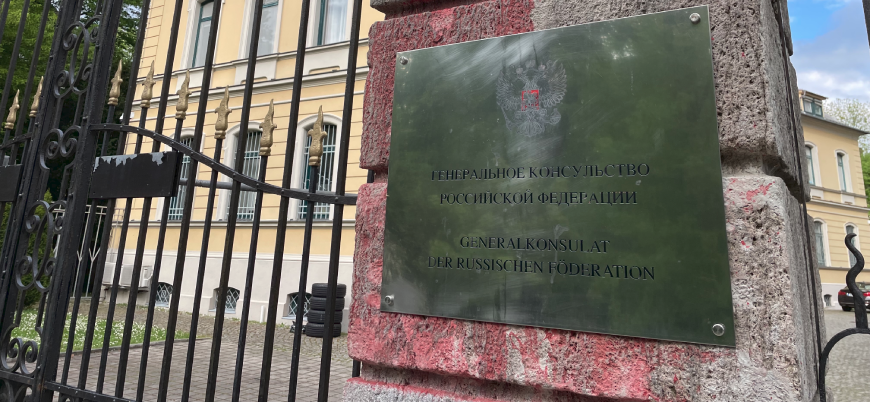 ГЕНЕРАЛЬНОЕ КОНСУЛЬСТВО
РОССИЙСКОЙ ФЕДЕРАЦИИ
GENERALKONSULAT
DER RUSSISCHEN FÖDERATION